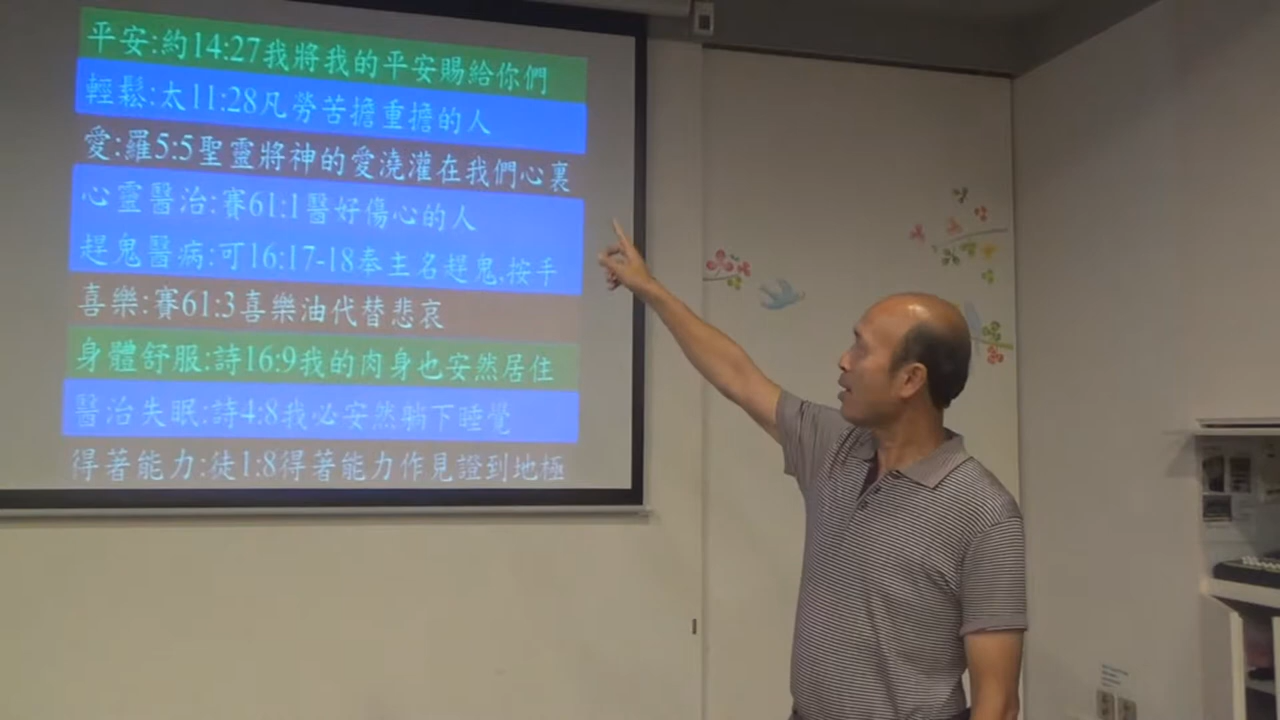 平安:約14:27我將我的平安賜給你們
輕鬆:太11:28凡勞苦擔重擔的人
愛:羅5:5聖靈將神的愛澆灌在我們心裏
心靈醫治:賽61:1醫好傷心的人
趕鬼醫病:可16:17-18奉主名趕鬼,按手
喜樂:賽61:3喜樂油代替悲哀
身體舒服:詩16:9我的肉身也安然居住
醫治失眠:詩4:8我必安然躺下睡覺
得著能力:徒1:8得著能力作見證到地極